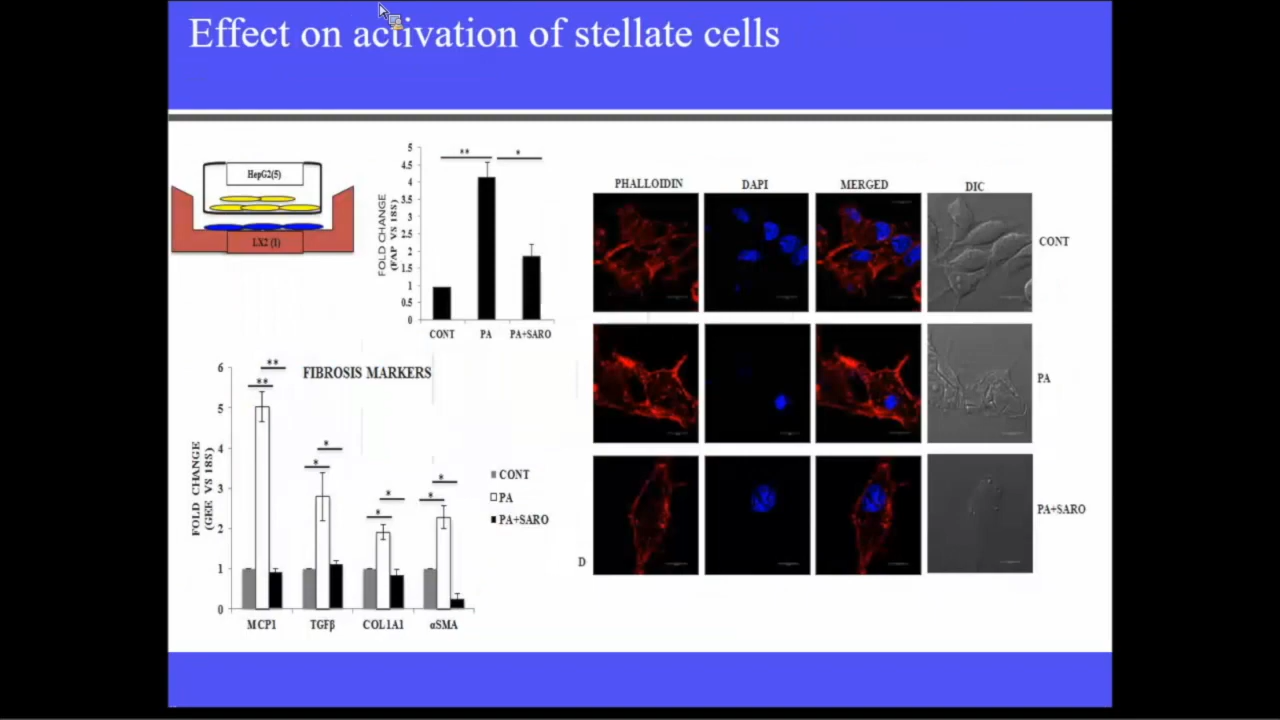 Effect on activation of stellate cells
HepG2(5)
LX2 (1)
FOLD CHANGE
(FAP VS 18S)
5
4.5
4
3.5
3
2.5
2
1.5
1
0.5
0
**
*
CONT
PA
PA+SARO
FIBROSIS MARKERS
FOLD CHANGE
(GEE VS 18S)
6
5
4
3
2
1
0
**
**
*
*
*
*
*
*
MCP1
TGFβ
COL1A1
αSMA
CONT
PA
PA+SARO
PHALLOIDIN
DAPI
MERGED
DIC
CONT
PA
PA+SARO
D